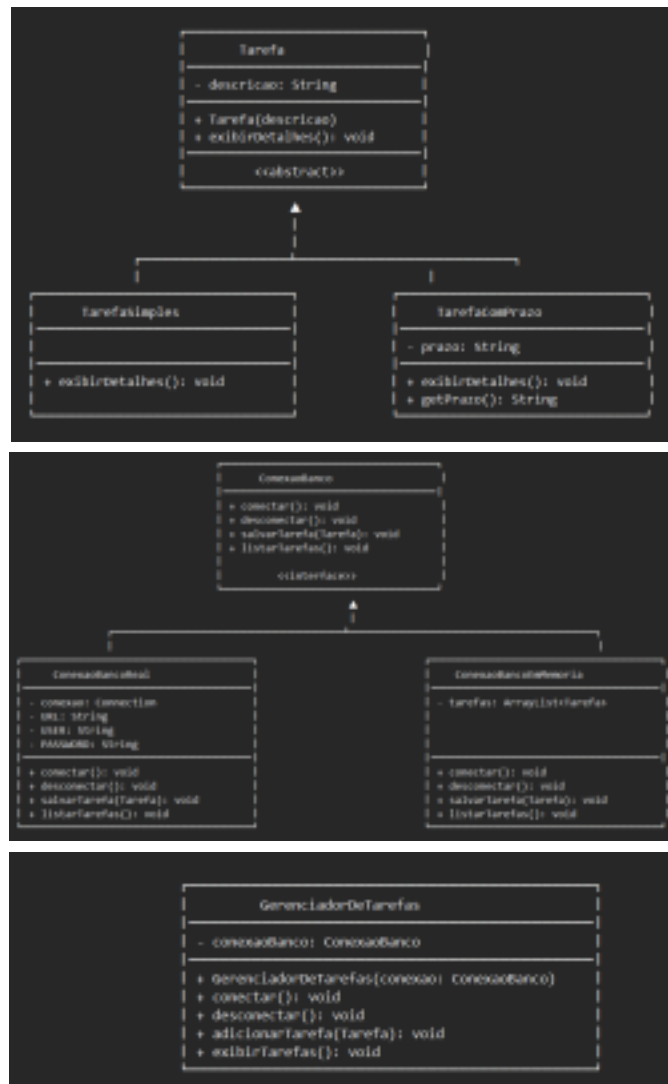 Tarefa
- descricao: String
+ Tarefa(descricao)
+ exibirDetalhes(): void
<<abstract>>
TarefaSimples
+ exibirDetalhes(): void
TarefaComPrazo
- prazo: String
+ exibirDetalhes(): void
+ getPrazo(): String
ConexaoBanco
+ conectar(): void
+ desconectar(): void
+ salvarTarefa(Tarefa): void
+ listarTarefas(): void
<<interface>>
ConexaoBancoReal
- conexao: Connection
- URL: String
- USER: String
- PASSWORD: String
+ conectar(): void
+ desconectar(): void
+ salvarTarefa(Tarefa): void
+ listarTarefas(): void
ConexaoBancoEmMemoria
- tarefas: ArrayList<Tarefa>
+ conectar(): void
+ desconectar(): void
+ salvarTarefa(Tarefa): void
+ listarTarefas(): void
GerenciadorDeTarefas
- conexaoBanco: ConexaoBanco
+ GerenciadorDeTarefas(conexao: ConexaoBanco)
+ conectar(): void
+ desconectar(): void
+ adicionarTarefa(Tarefa): void
+ exibirTarefas(): void